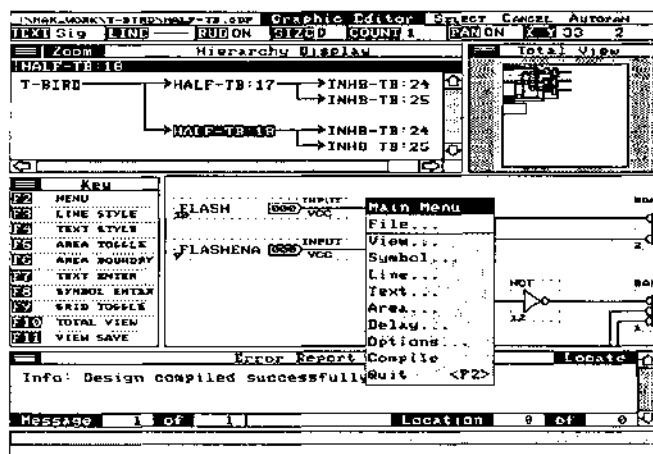 Graphic Editor Select Cancel Autopan
TEXT Sig LINE RUB ON SIZE COUNT 1 PAN ON X Y 33 2
Zoom Hierarchy Display Total View
HALF-TB:18
T-BIRD HALF-TB:17 INHB-TB:24
INHB-TB:25
HALF-TB:18 INHB-TB:24
INHB TB:25
Key
F2 MENU
F3 LINE STYLE
F4 TEXT STYLE
F5 AREA TOGGLE
F6 AREA BOUNDRY
F7 TEXT ENTER
F8 SYMBOL ENTER
F9 GRID TOGGLE
F10 TOTAL VIEW
F11 VIEW SAVE
FLASH INPUT
VCC
FLASHENA INPUT
VCC
Main Menu
File...
View...
Symbol...
Line...
Text...
Area...
Delay...
Options...
Compile
Quit <F2>
NOT
12
Error Report Locate
Info: Design compiled successfully
Message 1 of 1 Location 0 of 0